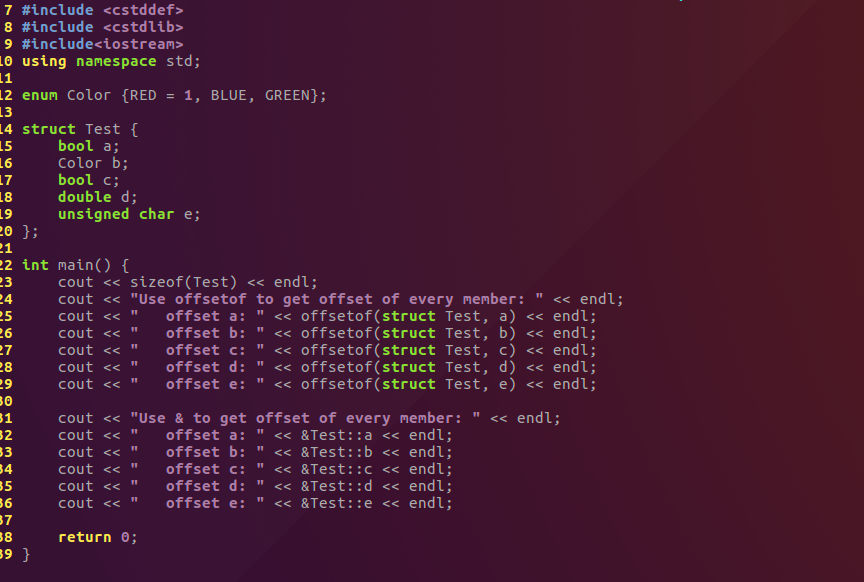 7 #include <cstddef>
8 #include <cstdlib>
9 #include<iostream>
10 using namespace std;
11
12 enum Color {RED = 1, BLUE, GREEN};
13
14 struct Test {
15     bool a;
16     Color b;
17     bool c;
18     double d;
19     unsigned char e;
20 };
21
22 int main() {
23     cout << sizeof(Test) << endl;
24     cout << "Use offsetof to get offset of every member: " << endl;
25     cout << "   offset a: " << offsetof(struct Test, a) << endl;
26     cout << "   offset b: " << offsetof(struct Test, b) << endl;
27     cout << "   offset c: " << offsetof(struct Test, c) << endl;
28     cout << "   offset d: " << offsetof(struct Test, d) << endl;
29     cout << "   offset e: " << offsetof(struct Test, e) << endl;
30
31     cout << "Use & to get offset of every member: " << endl;
32     cout << "   offset a: " << &Test::a << endl;
33     cout << "   offset b: " << &Test::b << endl;
34     cout << "   offset c: " << &Test::c << endl;
35     cout << "   offset d: " << &Test::d << endl;
36     cout << "   offset e: " << &Test::e << endl;
37
38     return 0;
39 }